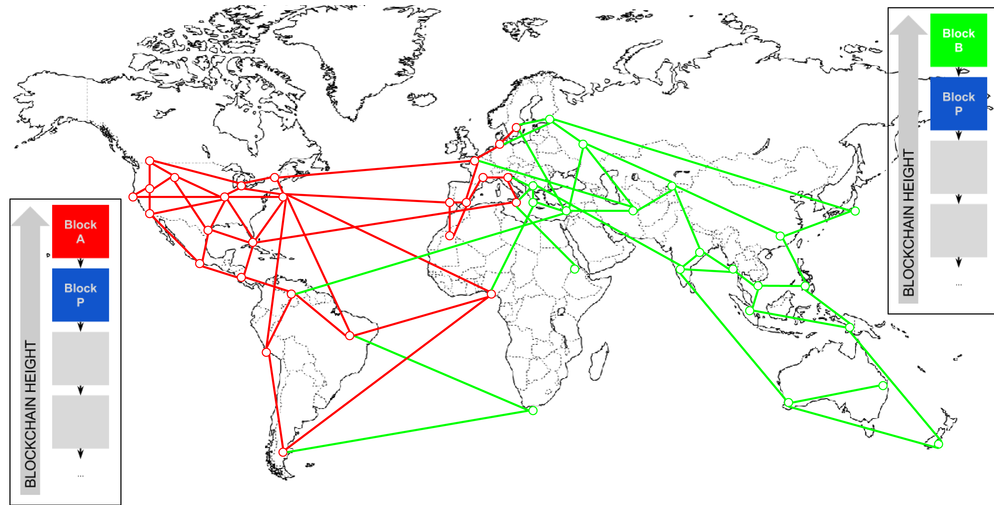 Block
A
Block
P
...
BLOCKCHAIN HEIGHT
Block
B
Block
P
...
BLOCKCHAIN HEIGHT